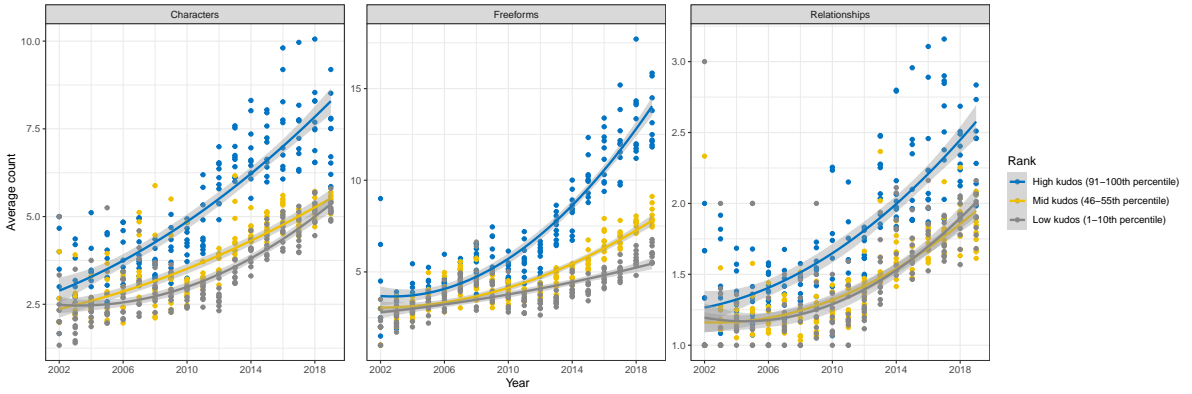 Characters
Freeforms
Relationships
Average count
10.0
7.5
5.0
2.5
15
10
5
3.0
2.5
2.0
1.5
1.0
2002 2006 2010 2014 2018
2002 2006 2010 2014 2018
2002 2006 2010 2014 2018
Year
Rank
High kudos (91−100th percentile)
Mid kudos (46−55th percentile)
Low kudos (1−10th percentile)